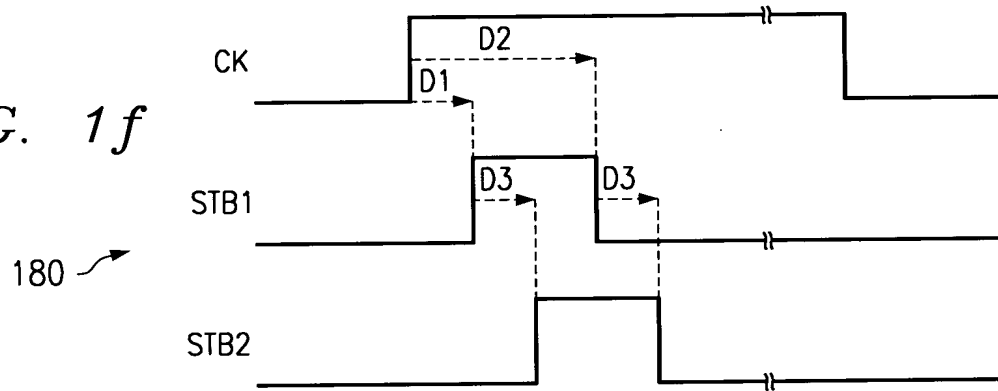 CK
D2
D1
G. 1f
STB1
D3
D3
180
STB2